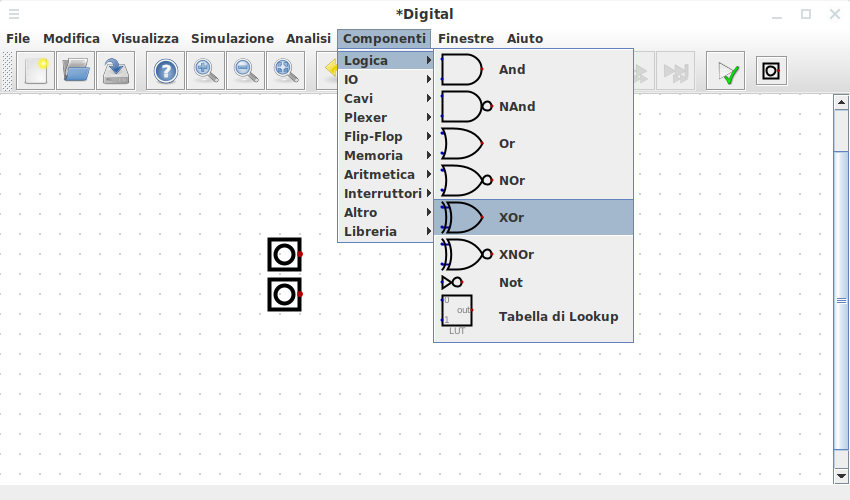 *Digital
File Modifica Visualizza Simulazione Analisi Componenti Finestre Aiuto
Logica
IO
Cavi
Plexer
Flip-Flop
Memoria
Aritmetica
Interruttori
Altro
Libreria
And
NAnd
Or
NOr
XOr
XNOr
Not
0
out
1
LUT
Tabella di Lookup